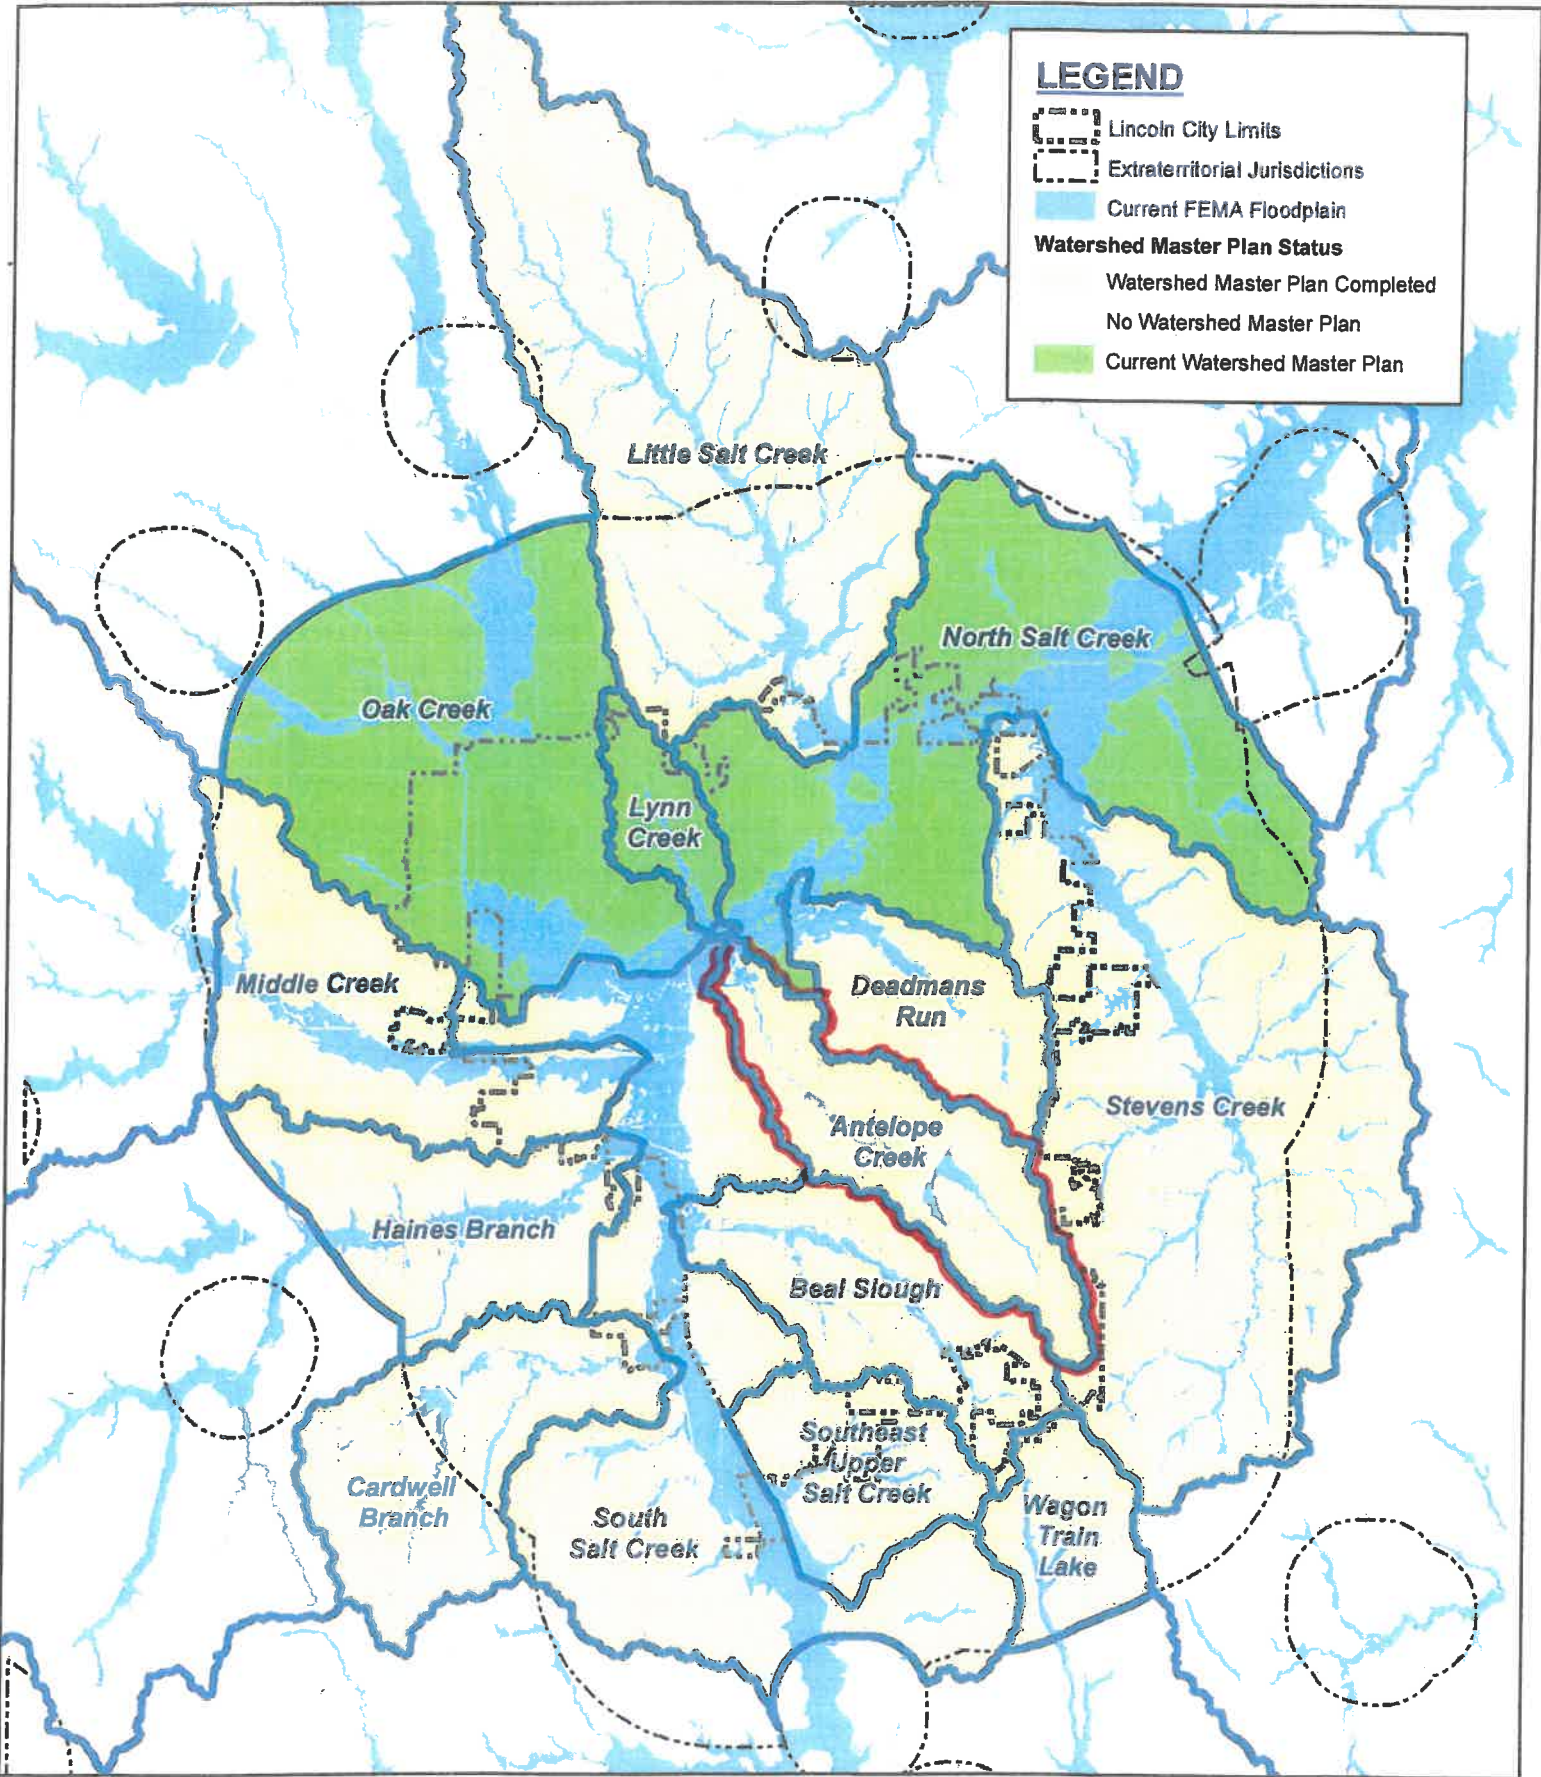 LEGEND
Lincoln City Limits
Extraterritorial Jurisdictions
Current FEMA Floodplain
Watershed Master Plan Status
Watershed Master Plan Completed
No Watershed Master Plan
Current Watershed Master Plan
Little Salt Creek
North Salt Creek
Oak Creek
Lynn
Creek
Middle Creek
Deadmans
Run
Stevens Creek
Antelope
Creek
Haines Branch
Beal Slough
Southeast
Upper
Salt Creek
Cardwell
Branch
South
Salt Creek
Wagon
Train
Lake